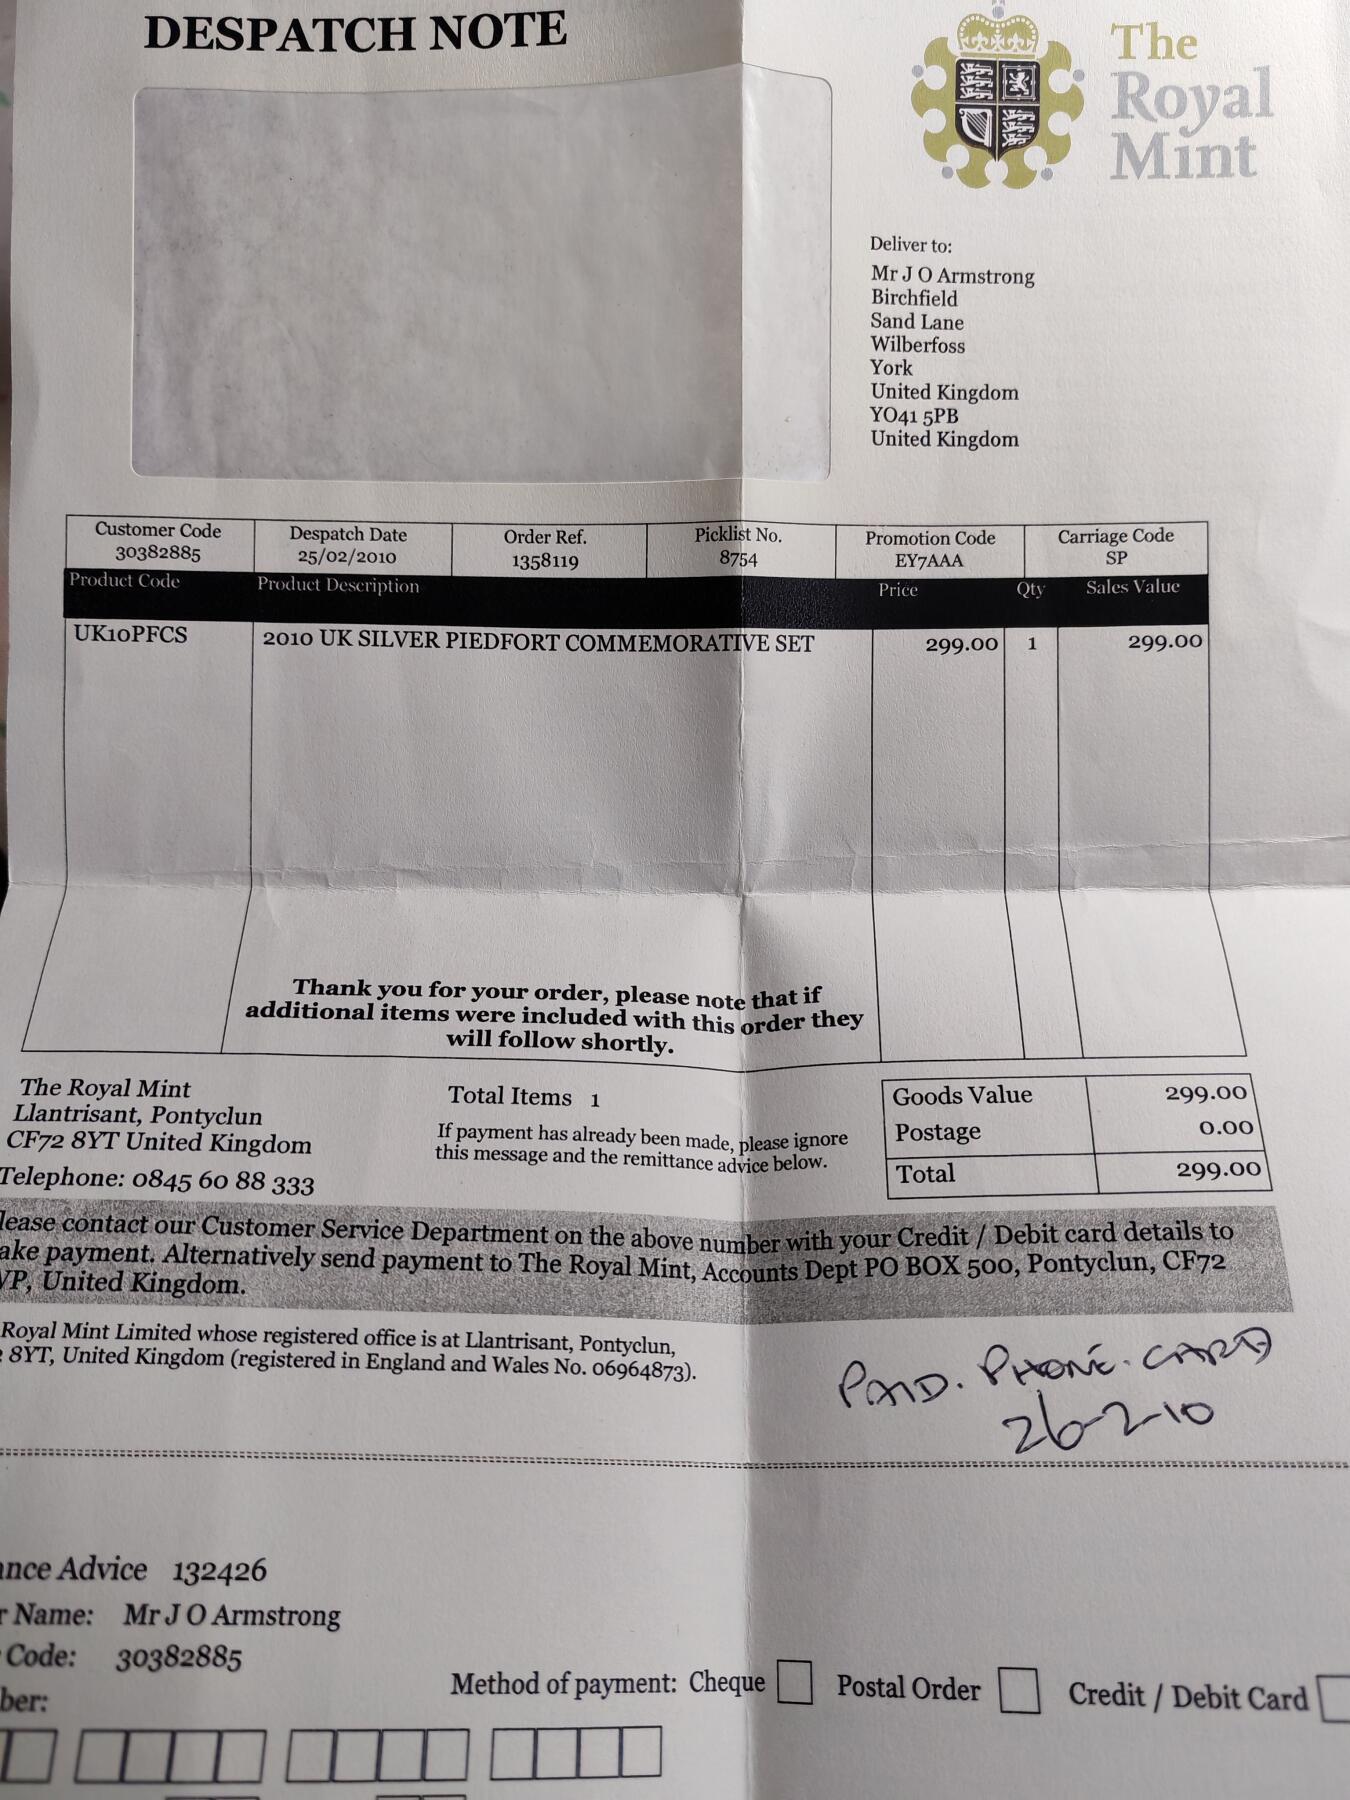 DESPATCH NOTE
The
Royal
Mint
Deliver to:
Mr J O Armstrong
Birchfield
Sand Lane
Wilberfoss
York
United Kingdom
YO41 5PB
United Kingdom
Customer Code Despatch Date Order Ref. Picklist No. Promotion Code Carriage Code
30382885 25/02/2010 1358119 8754 EY7AAA SP
Product Code Product Description Price Qty Sales Value
UK10PFCS 2010 UK SILVER PIEDFORT COMMEMORATIVE SET 299.00 1 299.00
Thank you for your order, please note that if
additional items were included with this order they
will follow shortly.
The Royal Mint
Llantrisant, Pontyclun
CF72 8YT United Kingdom
Telephone: 0845 60 88 333
Total Items 1
If payment has already been made, please ignore
this message and the remittance advice below.
Goods Value 299.00
Postage 0.00
Total 299.00
lease contact our Customer Service Department on the above number with your Credit / Debit card details to
ake payment. Alternatively send payment to The Royal Mint, Accounts Dept PO BOX 500, Pontyclun, CF72
VP, United Kingdom.
Royal Mint Limited whose registered office is at Llantrisant, Pontyclun,
8YT, United Kingdom (registered in England and Wales No. 06964873).
PAID. PHONE. CARD
26-2-10
ance Advice 132426
r Name: Mr J O Armstrong
Code: 30382885
ber:
Method of payment: Cheque Postal Order Credit / Debit Card